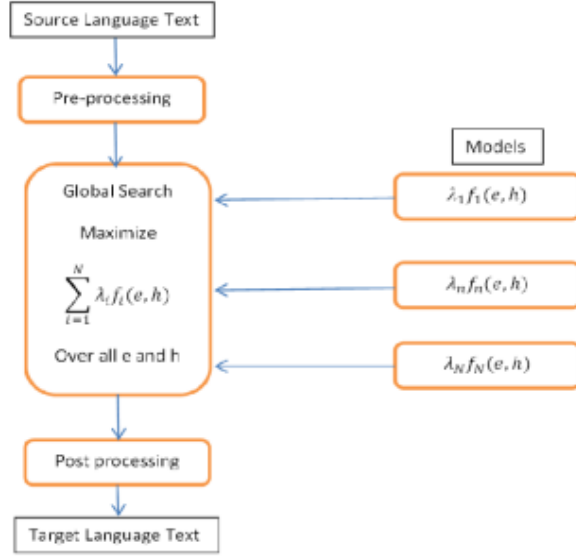 Source Language Text
Pre-processing
Models
Global Search
λ₁f₁(e, h)
Maximize
N
∑ λᵢfᵢ(e, h)
i=1
λₙfₙ(e, h)
Over all e and h
λ_N f_N(e, h)
Post processing
Target Language Text